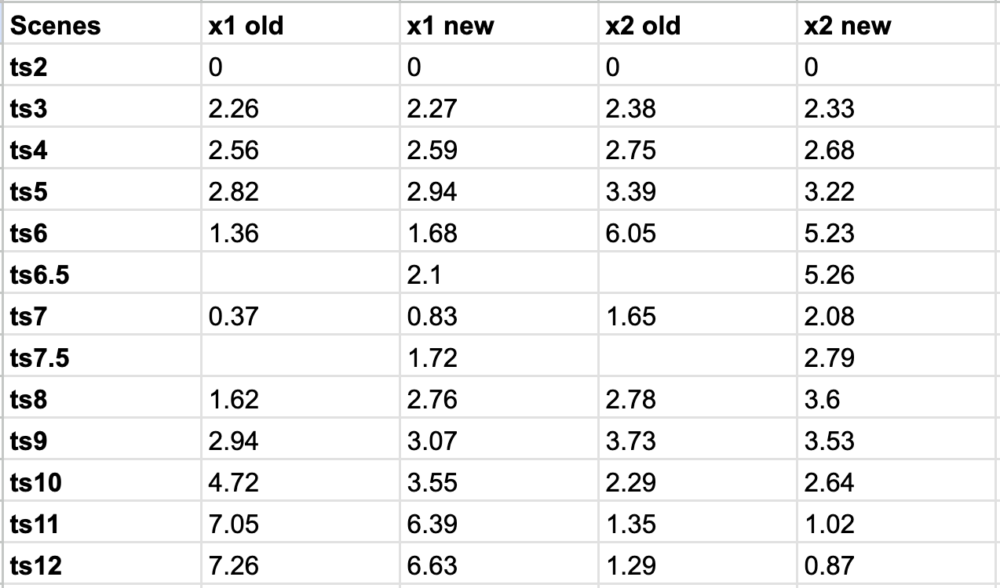 Scenes x1 old x1 new x2 old x2 new
ts2 0 0 0 0
ts3 2.26 2.27 2.38 2.33
ts4 2.56 2.59 2.75 2.68
ts5 2.82 2.94 3.39 3.22
ts6 1.36 1.68 6.05 5.23
ts6.5 2.1 5.26
ts7 0.37 0.83 1.65 2.08
ts7.5 1.72 2.79
ts8 1.62 2.76 2.78 3.6
ts9 2.94 3.07 3.73 3.53
ts10 4.72 3.55 2.29 2.64
ts11 7.05 6.39 1.35 1.02
ts12 7.26 6.63 1.29 0.87